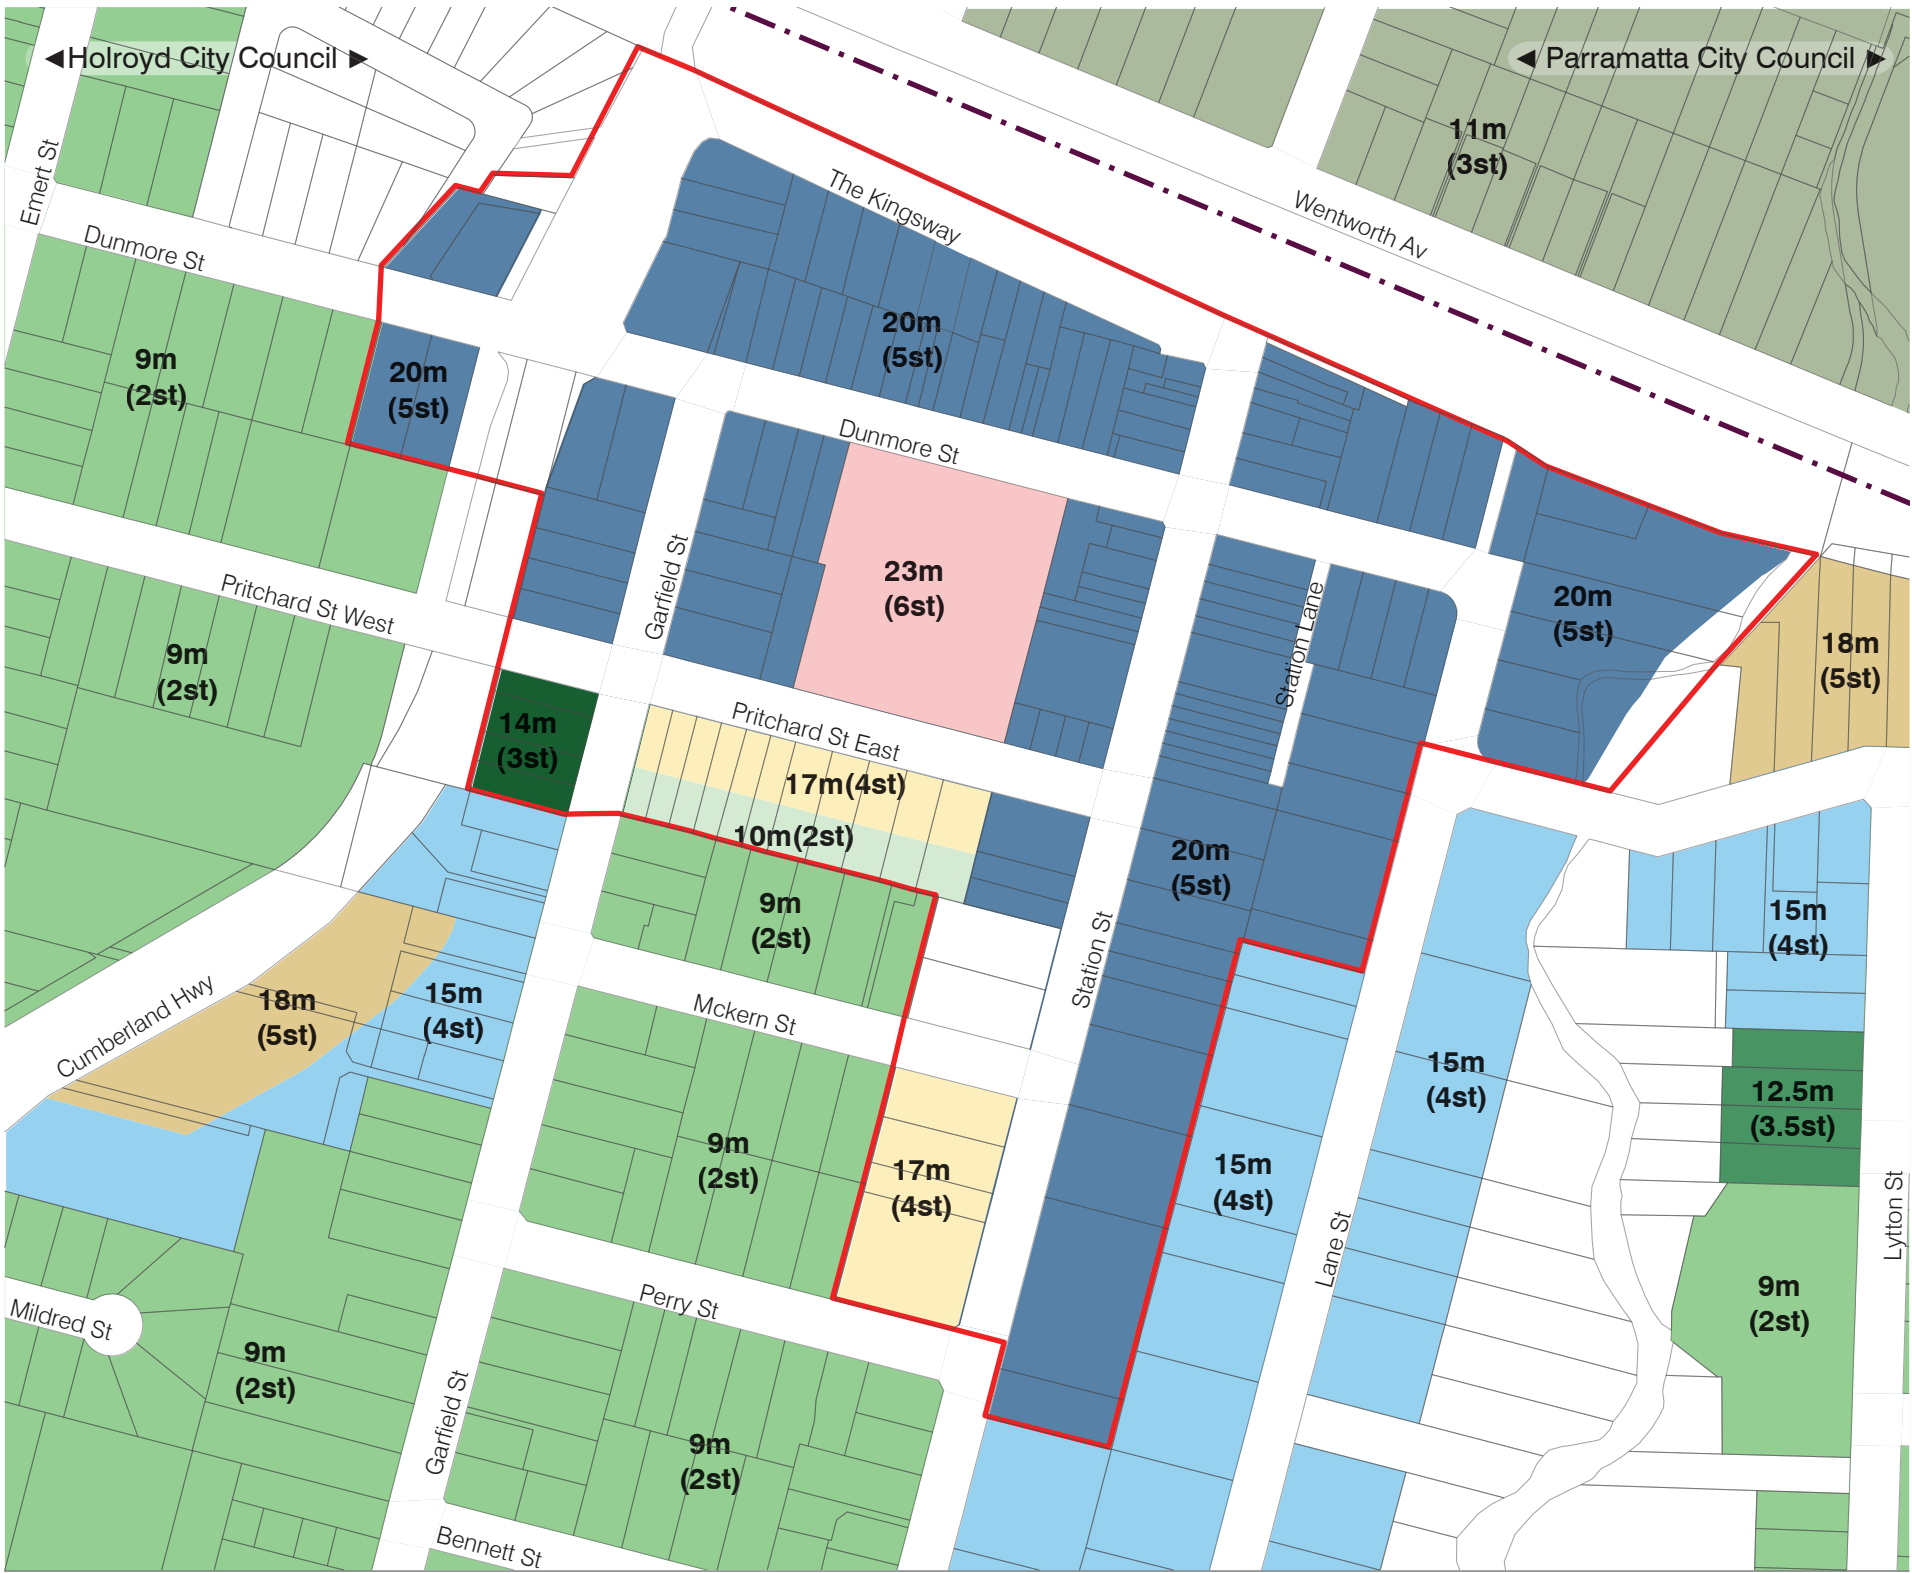 ◀Holroyd City Council ▶
◀ Parramatta City Council ▶
Emert St
11m
(3st)
Wentworth Av
The Kingsway
Dunmore St
9m
(2st)
20m
(5st)
20m
(5st)
Dunmore St
Pritchard St West
Garfield St
23m
(6st)
Station Lane
20m
(5st)
18m
(5st)
9m
(2st)
14m
(3st)
Pritchard St East
17m(4st)
10m(2st)
20m
(5st)
9m
(2st)
Station St
15m
(4st)
Cumberland Hwy
18m
(5st)
15m
(4st)
Mckern St
15m
(4st)
12.5m
(3.5st)
9m
(2st)
17m
(4st)
15m
(4st)
Lane St
Lytton St
9m
(2st)
Mildred St
Perry St
9m
(2st)
Garfield St
9m
(2st)
Bennett St